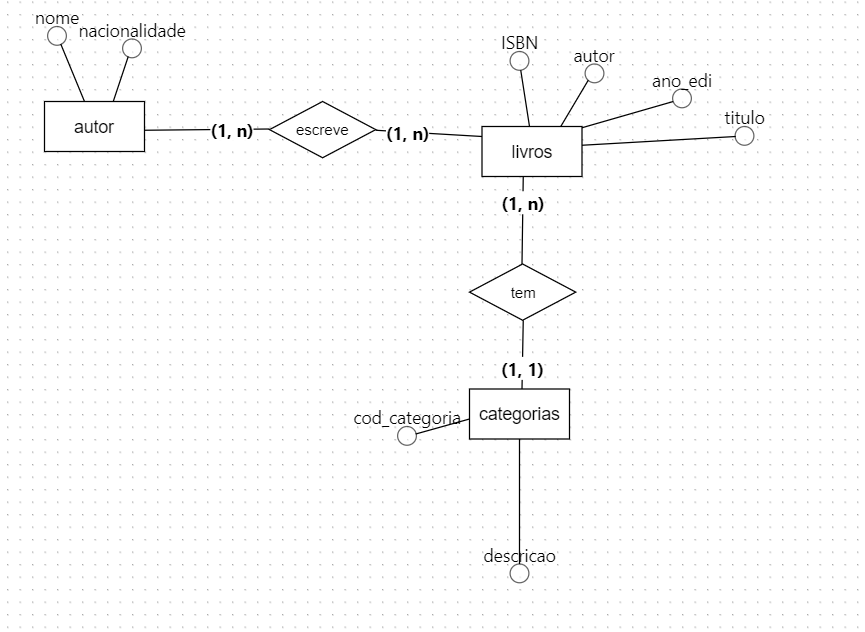 nome
nacionalidade
ISBN
autor
ano_edi
titulo
autor
(1, n)
escreve
(1, n)
livros
(1, n)
tem
(1, 1)
cod_categoria
categorias
descricao